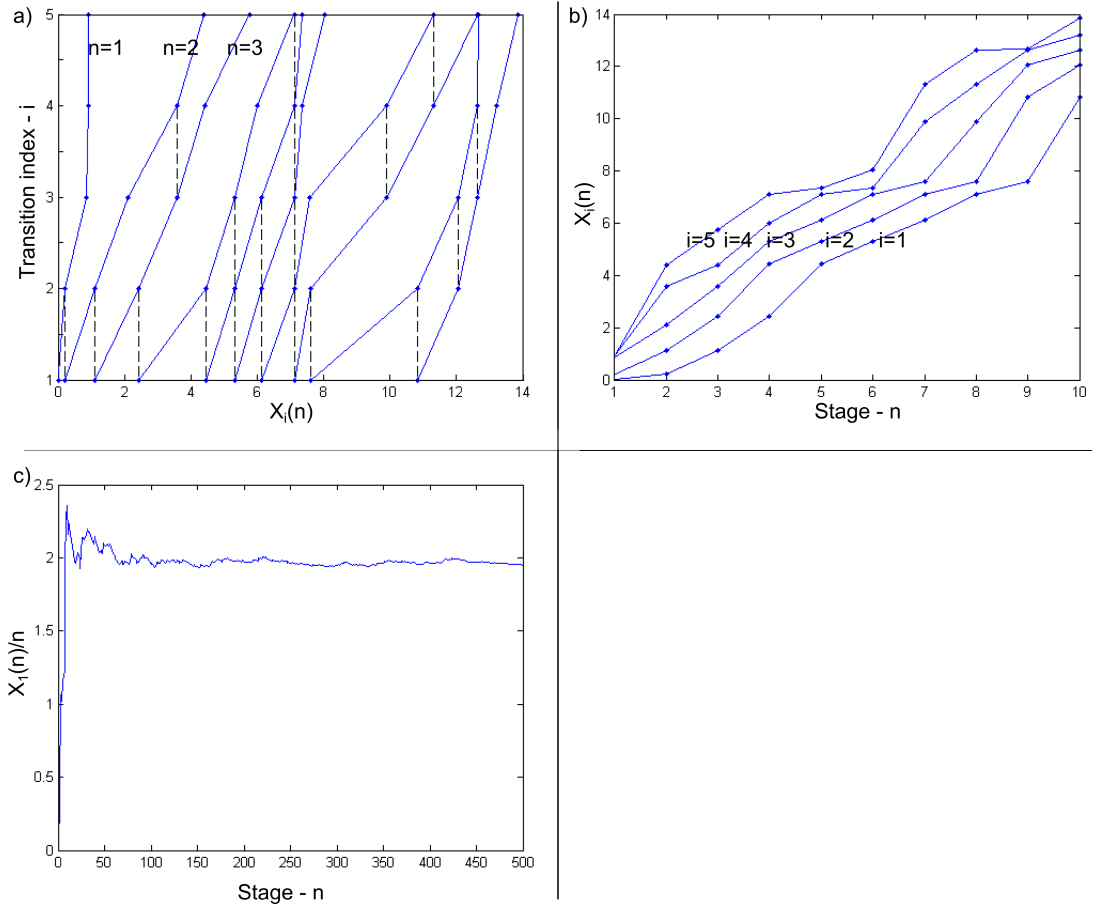 a)
5
4
3
2
1
Transition index - i
n=1 n=2 n=3
0 2 4 6 8 10 12 14
Xi(n)
b)
14
12
10
8
6
4
2
0
Xi(n)
i=5 i=4 i=3 i=2 i=1
1 2 3 4 5 6 7 8 9 10
Stage - n
c)
2.5
2
1.5
1
0.5
0
X1(n)/n
0 50 100 150 200 250 300 350 400 450 500
Stage - n